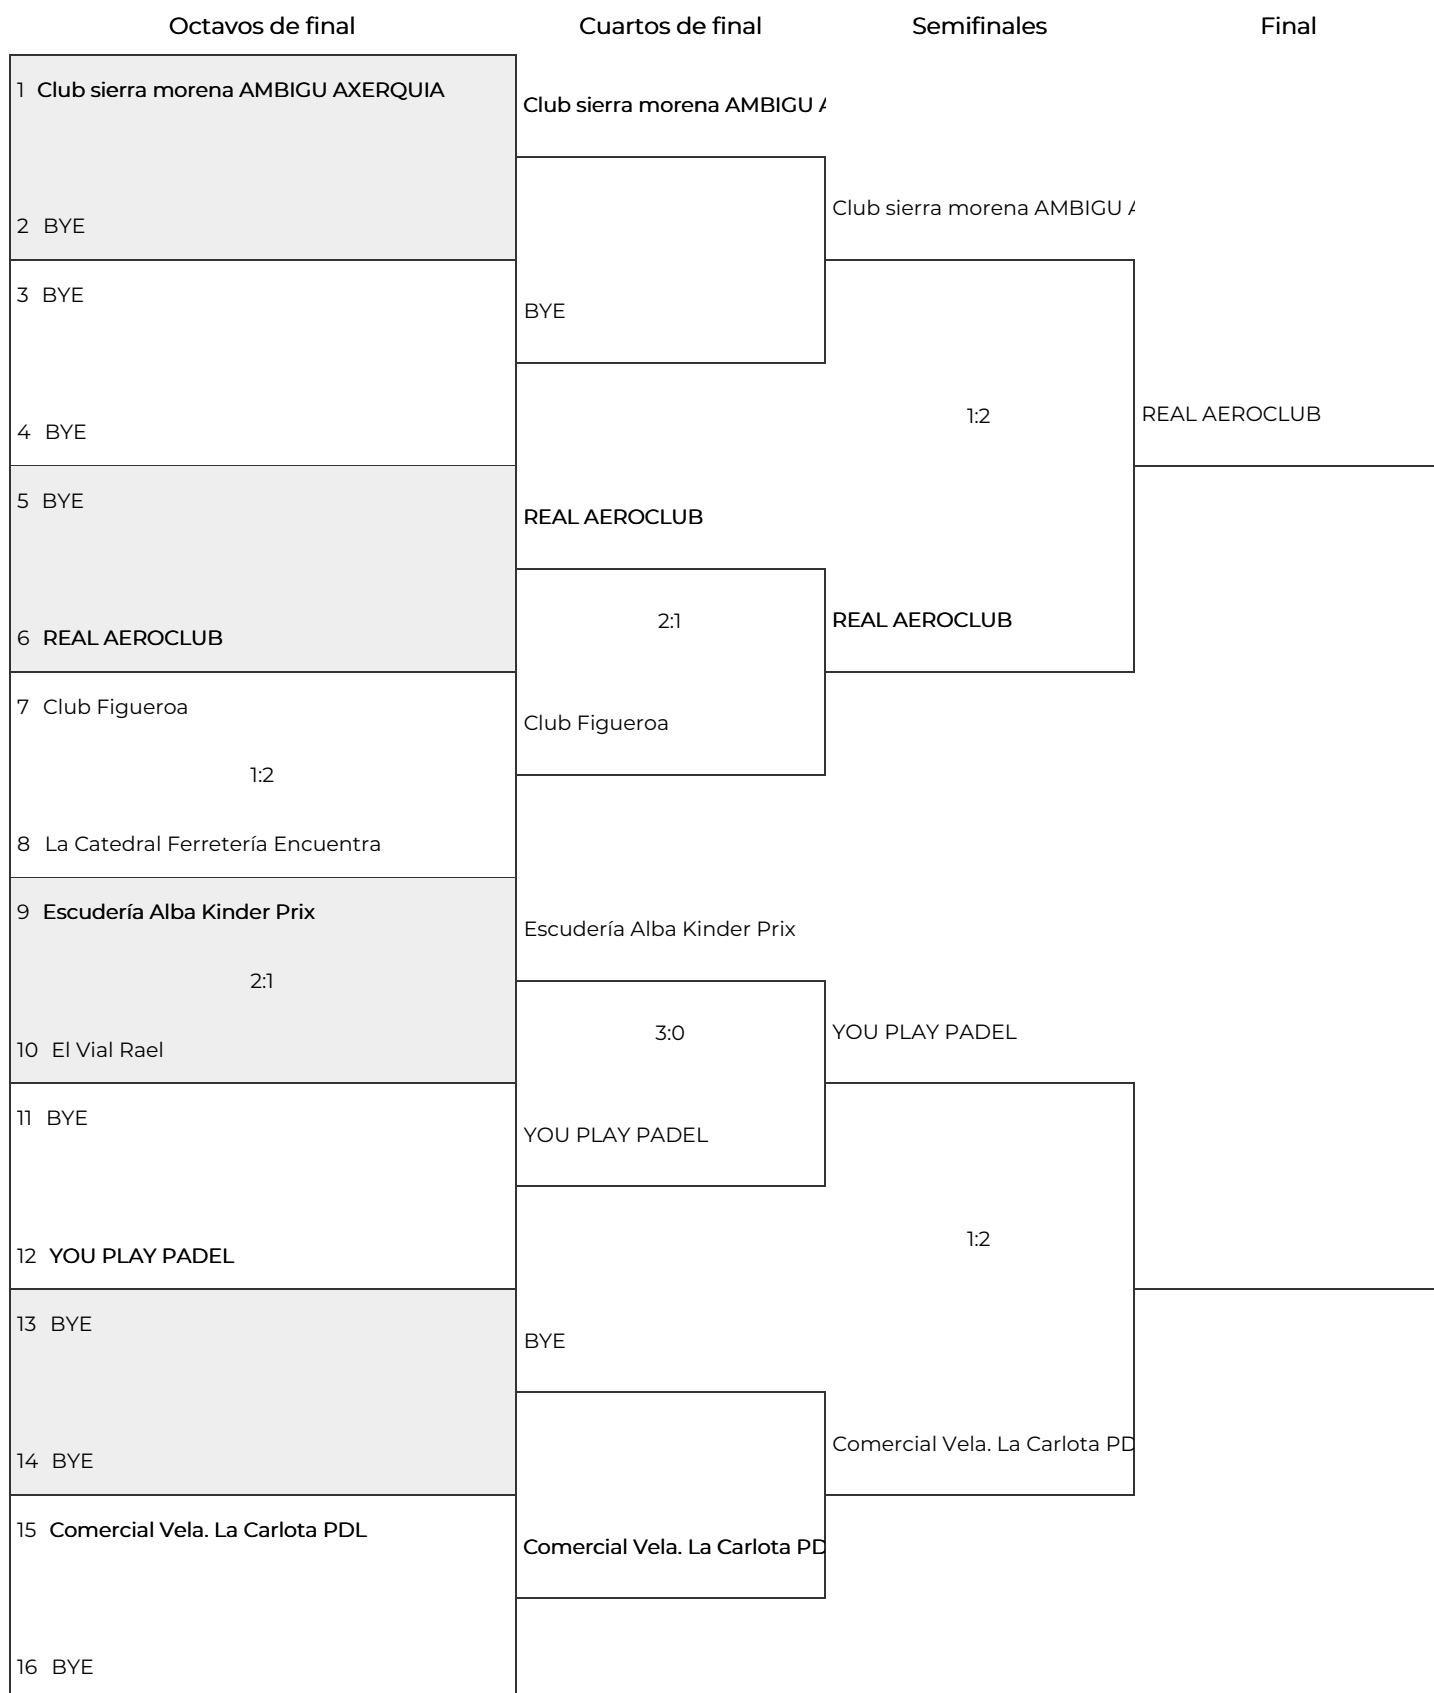 Octavos de final
Cuartos de final
Semifinales
Final
1 Club sierra morena AMBIGU AXERQUIA
2 BYE
3 BYE
4 BYE
5 BYE
6 REAL AEROCLUB
7 Club Figueroa
1:2
8 La Catedral Ferretería Encuentra
9 Escudería Alba Kinder Prix
2:1
10 El Vial Rael
11 BYE
12 YOU PLAY PADEL
13 BYE
14 BYE
15 Comercial Vela. La Carlota PDL
16 BYE
Club sierra morena AMBIGU A
BYE
REAL AEROCLUB
2:1
Club Figueroa
Escudería Alba Kinder Prix
3:0
YOU PLAY PADEL
BYE
Comercial Vela. La Carlota PD
Club sierra morena AMBIGU A
1:2
REAL AEROCLUB
YOU PLAY PADEL
1:2
Comercial Vela. La Carlota PD
REAL AEROCLUB